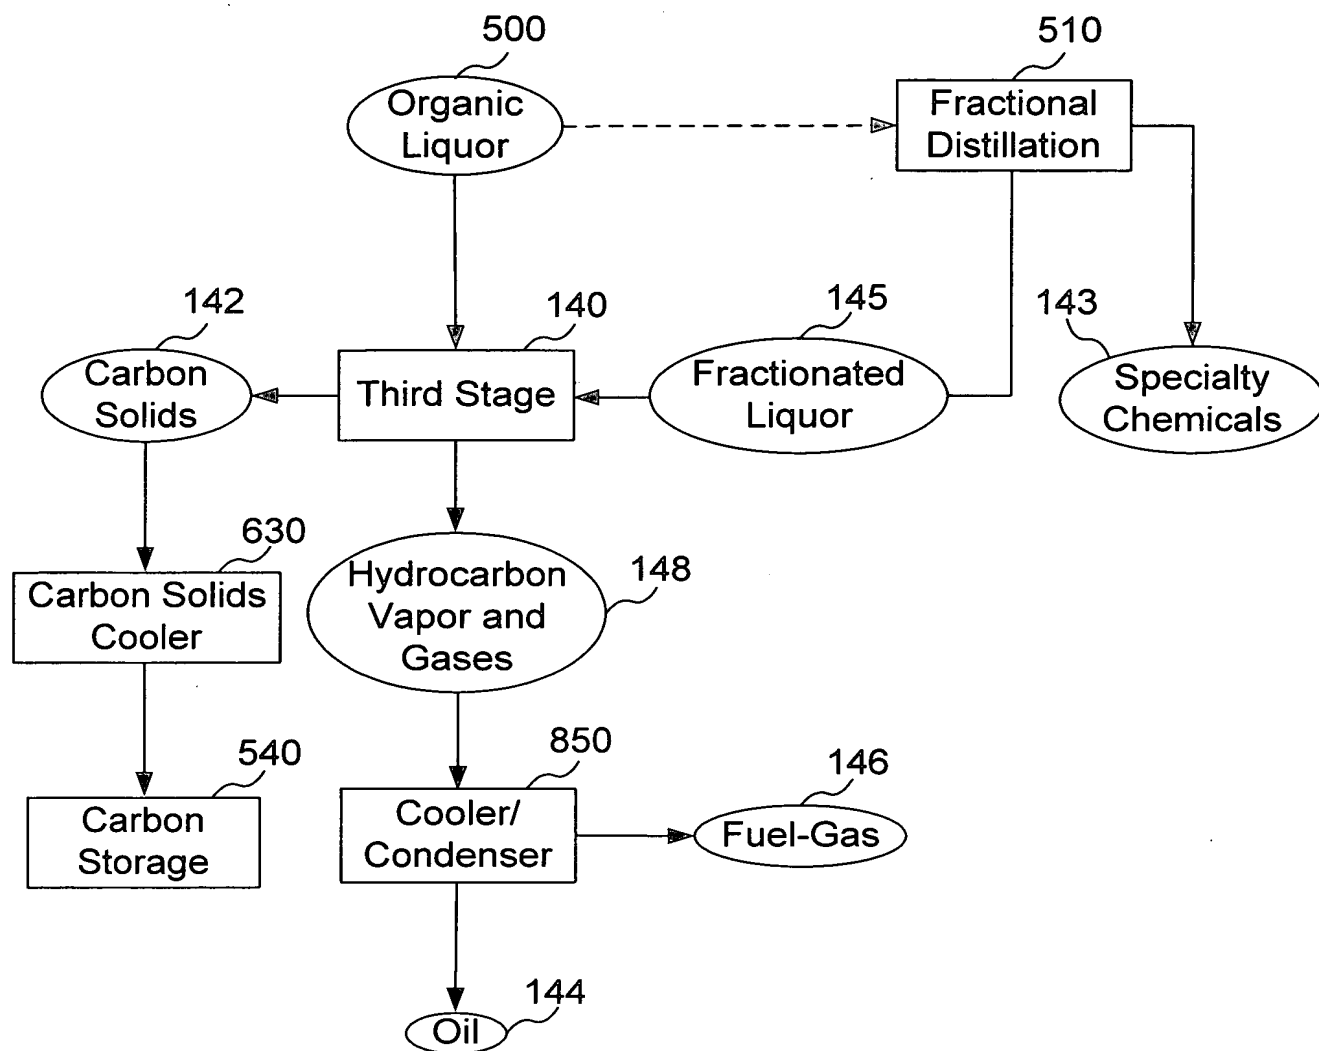 500
510
Organic
Liquor
Fractional
Distillation
142
140
145
143
Carbon
Solids
Third Stage
Fractionated
Liquor
Specialty
Chemicals
630
Carbon Solids
Cooler
Hydrocarbon
Vapor and
Gases
148
540
850
146
Carbon
Storage
Cooler/
Condenser
Fuel-Gas
144
Oil